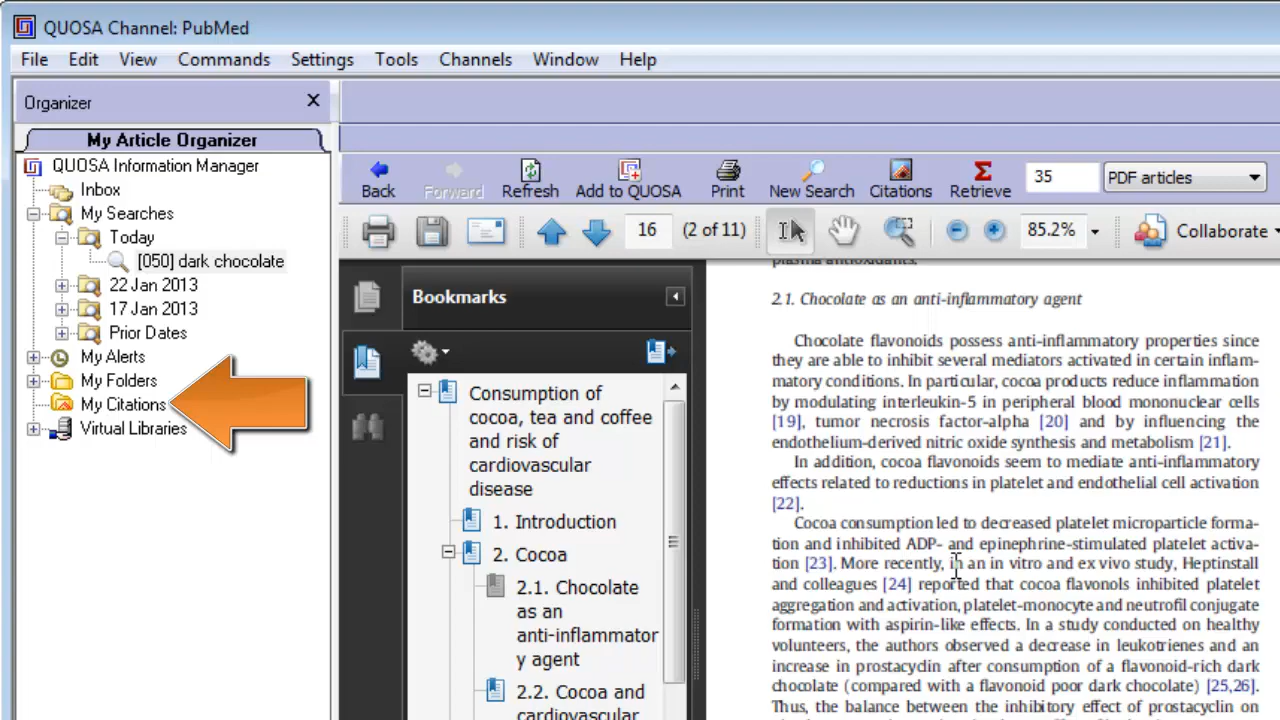 QUOSA Channel: PubMed
File Edit View Commands Settings Tools Channels Window Help
Organizer
My Article Organizer
QUOSA Information Manager
Inbox
My Searches
Today
[050] dark chocolate
22 Jan 2013
17 Jan 2013
Prior Dates
My Alerts
My Folders
My Citations
Virtual Libraries
Back Forward Refresh Add to QUOSA Print New Search Citations Retrieve 35 PDF articles
16 (2 of 11) 85.2% Collaborate
Bookmarks
Consumption of
cocoa, tea and coffee
and risk of
cardiovascular
disease
1. Introduction
2. Cocoa
2.1. Chocolate
as an
anti-inflammator
y agent
2.2. Cocoa and
cardiovascular
plasma antioxidants.
2.1. Chocolate as an anti-inflammatory agent
Chocolate flavonoids possess anti-inflammatory properties since
they are able to inhibit several mediators activated in certain inflam-
matory conditions. In particular, cocoa products reduce inflammation
by modulating interleukin-5 in peripheral blood mononuclear cells
[19], tumor necrosis factor-alpha [20] and by influencing the
endothelium-derived nitric oxide synthesis and metabolism [21].
In addition, cocoa flavonoids seem to mediate anti-inflammatory
effects related to reductions in platelet and endothelial cell activation
[22].
Cocoa consumption led to decreased platelet microparticle forma-
tion and inhibited ADP- and epinephrine-stimulated platelet activa-
tion [23]. More recently, in an in vitro and ex vivo study, Heptinstall
and colleagues [24] reported that cocoa flavonols inhibited platelet
aggregation and activation, platelet-monocyte and neutrofil conjugate
formation with aspirin-like effects. In a study conducted on healthy
volunteers, the authors observed a decrease in leukotrienes and an
increase in prostacyclin after consumption of a flavonoid-rich dark
chocolate (compared with a flavonoid poor dark chocolate) [25,26].
Thus, the balance between the inhibitory effect of prostacyclin on